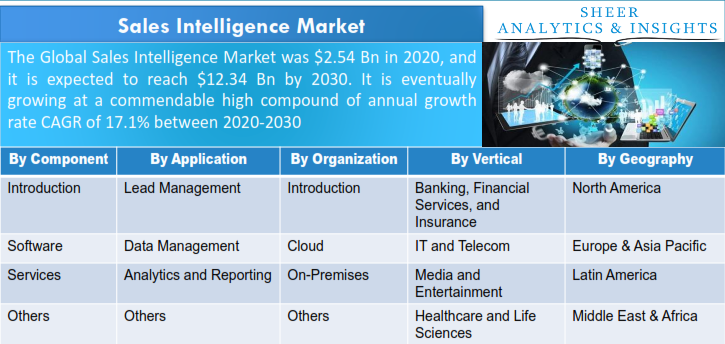 Sales Intelligence Market
SHEER
ANALYTICS & INSIGHTS
The Global Sales Intelligence Market was $2.54 Bn in 2020, and
it is expected to reach $12.34 Bn by 2030. It is eventually
growing at a commendable high compound of annual growth
rate CAGR of 17.1% between 2020-2030
By Component By Application By Organization By Vertical By Geography
Introduction Lead Management Introduction Banking, Financial North America
Services, and
Insurance
Software Data Management Cloud IT and Telecom Europe & Asia Pacific
Services Analytics and Reporting On-Premises Media and Latin America
Entertainment
Others Others Others Healthcare and Life Middle East & Africa
Sciences